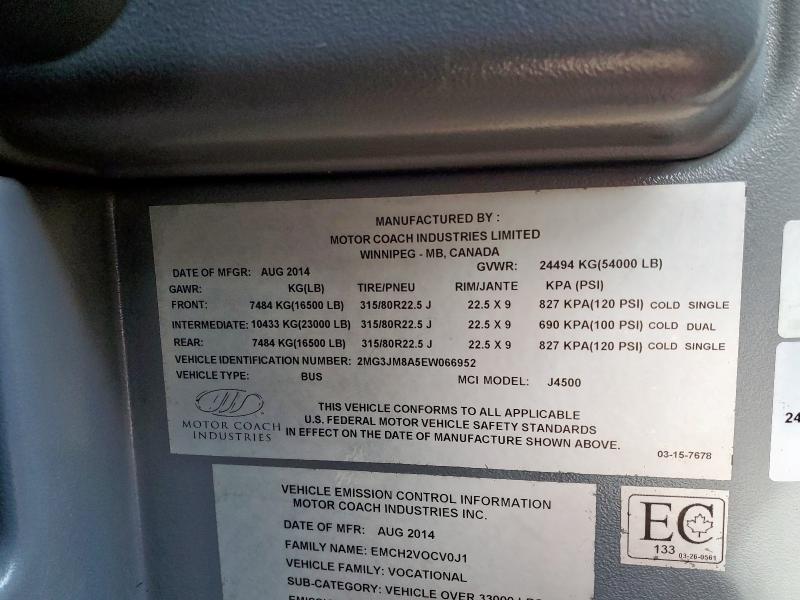 MANUFACTURED BY :
MOTOR COACH INDUSTRIES LIMITED
WINNIPEG - MB, CANADA
DATE OF MFGR: AUG 2014 GVWR: 24494 KG(54000 LB)
GAWR: KG(LB) TIRE/PNEU RIM/JANTE KPA (PSI)
FRONT: 7484 KG(16500 LB) 315/80R22.5 J 22.5 X 9 827 KPA(120 PSI) COLD SINGLE
INTERMEDIATE: 10433 KG(23000 LB) 315/80R22.5 J 22.5 X 9 690 KPA(100 PSI) COLD DUAL
REAR: 7484 KG(16500 LB) 315/80R22.5 J 22.5 X 9 827 KPA(120 PSI) COLD SINGLE
VEHICLE IDENTIFICATION NUMBER: 2MG3JM8A5EW066952
VEHICLE TYPE: BUS MCI MODEL: J4500
MOTOR COACH
INDUSTRIES
THIS VEHICLE CONFORMS TO ALL APPLICABLE
U.S. FEDERAL MOTOR VEHICLE SAFETY STANDARDS
IN EFFECT ON THE DATE OF MANUFACTURE SHOWN ABOVE.
03-15-7678
VEHICLE EMISSION CONTROL INFORMATION
MOTOR COACH INDUSTRIES INC.
DATE OF MFR: AUG 2014
FAMILY NAME: EMCH2VOCV0J1
VEHICLE FAMILY: VOCATIONAL
SUB-CATEGORY: VEHICLE OVER 33000
EC
133 03-26-0561
24